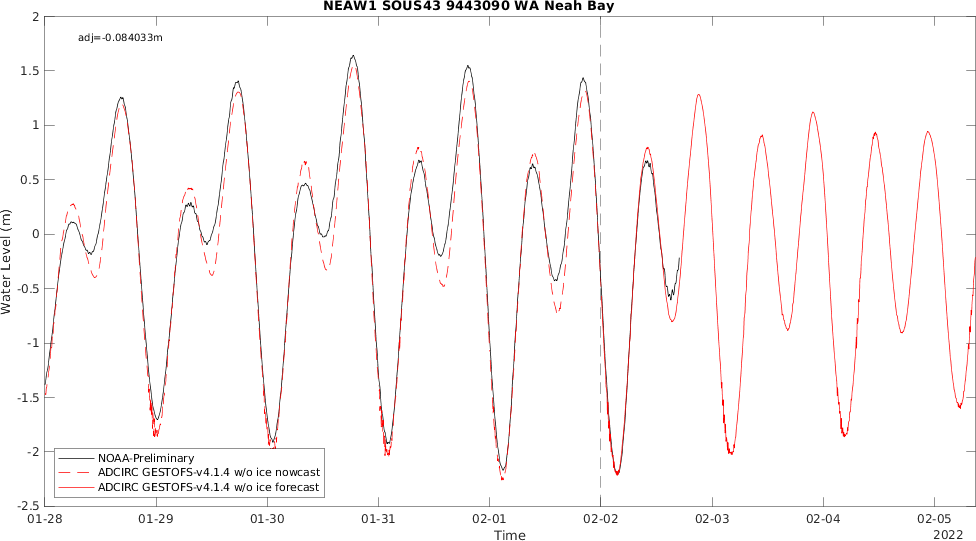 NEAW1 SOUS43 9443090 WA Neah Bay
adj=-0.084033m
2
1.5
1
0.5
0
-0.5
-1
-1.5
-2
-2.5
Water Level (m)
NOAA-Preliminary
ADCIRC GESTOFS-v4.1.4 w/o ice nowcast
ADCIRC GESTOFS-v4.1.4 w/o ice forecast
01-28 01-29 01-30 01-31 02-01 02-02 02-03 02-04 02-05
Time
2022